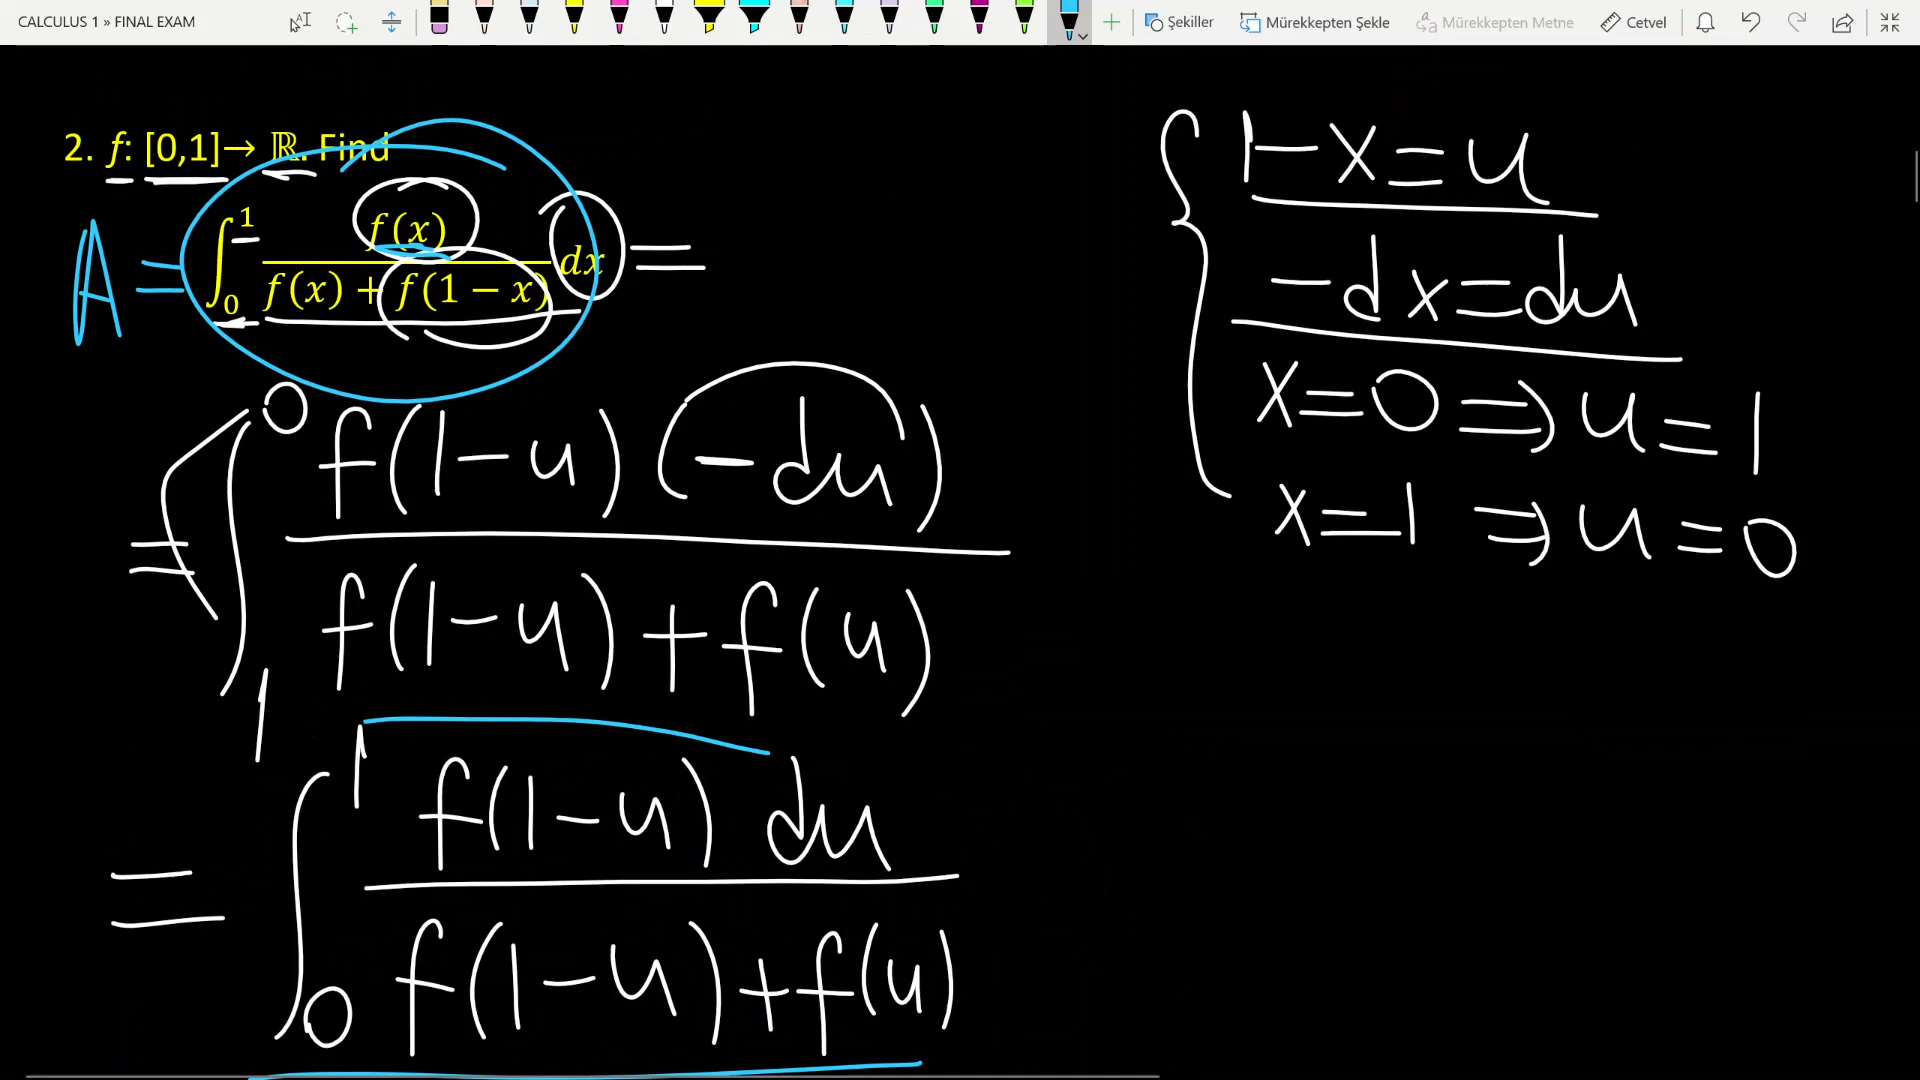 CALCULUS 1 » FINAL EXAM
Şekiller
Mürekkepten Şekle
Mürekkepten Metne
Cetvel
2. f: [0,1]→ ℝ. Find
A = ∫₀¹ f(x) / (f(x) + f(1 − x)) dx =
= ∫₁⁰ f(1-u) (-du) / (f(1-u) + f(u))
= ∫₀¹ f(1-u) du / (f(1-u) + f(u))
1-x=u
-dx=du
x=0 ⇒ u=1
x=1 ⇒ u=0